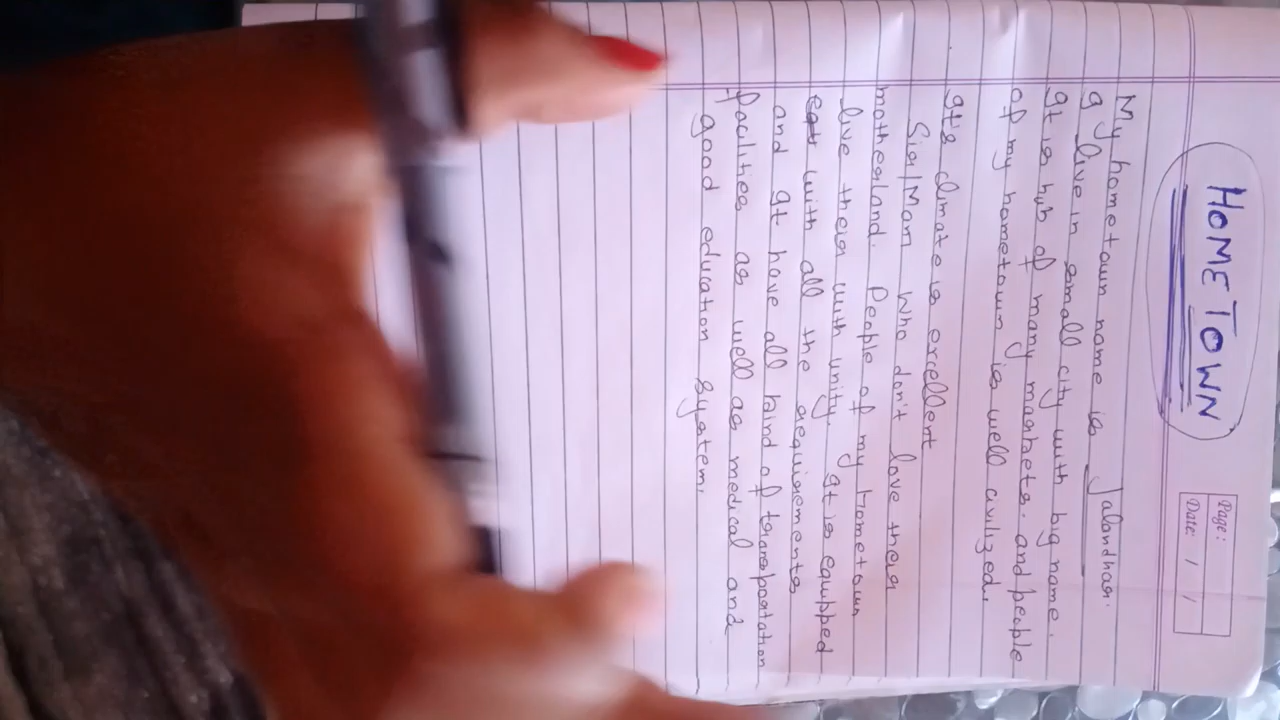 HOME TOWN
Page:
Date: / /
My hometown name is Jalandhar.
I live in small city with big name.
It is hub of many markets. and people
of my hometown is well civilized.
It's climate is excellent
Sir/Mam Who don't love their
motherland. People of my hometown
live their with unity. It is equipped
with all the requirements
and It have all kind of transportation
facilities as well as medical and
good education system.